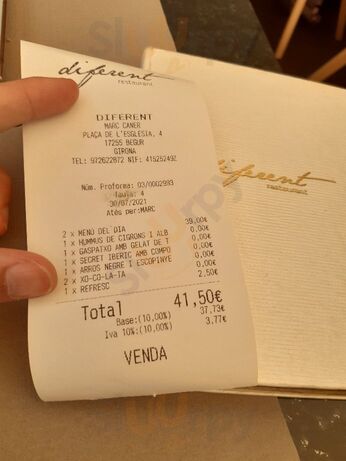 diferent
restaurant
DIFERENT
MARC CANER
PLAÇA DE L'ESGLESIA, 4
17255 BEGUR
GIRONA
TEL: 972622872 NIF: 41525249Z
Núm. Proforma: 03/0002993
Taula: 4
30/07/2021
Atès per:MARC
2 x MENÚ DEL DIA 39,00€
1 x HUMMUS DE CIGRONS I ALB 0,00€
1 x GASPATXO AMB GELAT DE T 0,00€
1 x SECRET IBERIC AMB COMPO 0,00€
1 x ARROS NEGRE I ESCOPINYE 0,00€
2 x XO-CO-LA-TA 0,00€
1 x REFRESC 2,50€
Total 41,50€
Base:(10,00%) 37,73€
Iva 10%:(10,00%) 3,77€
VENDA
diferent
restaurant